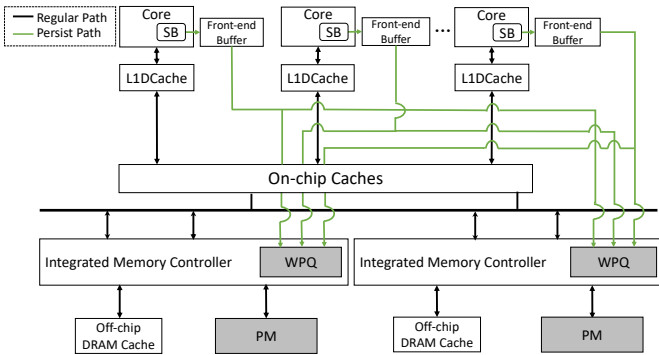 Regular Path
Persist Path
Core
SB
Front-end
Buffer
Core
SB
Front-end
Buffer
...
Core
SB
Front-end
Buffer
L1DCache
L1DCache
L1DCache
On-chip Caches
Integrated Memory Controller
WPQ
Integrated Memory Controller
WPQ
Off-chip
DRAM Cache
PM
Off-chip
DRAM Cache
PM